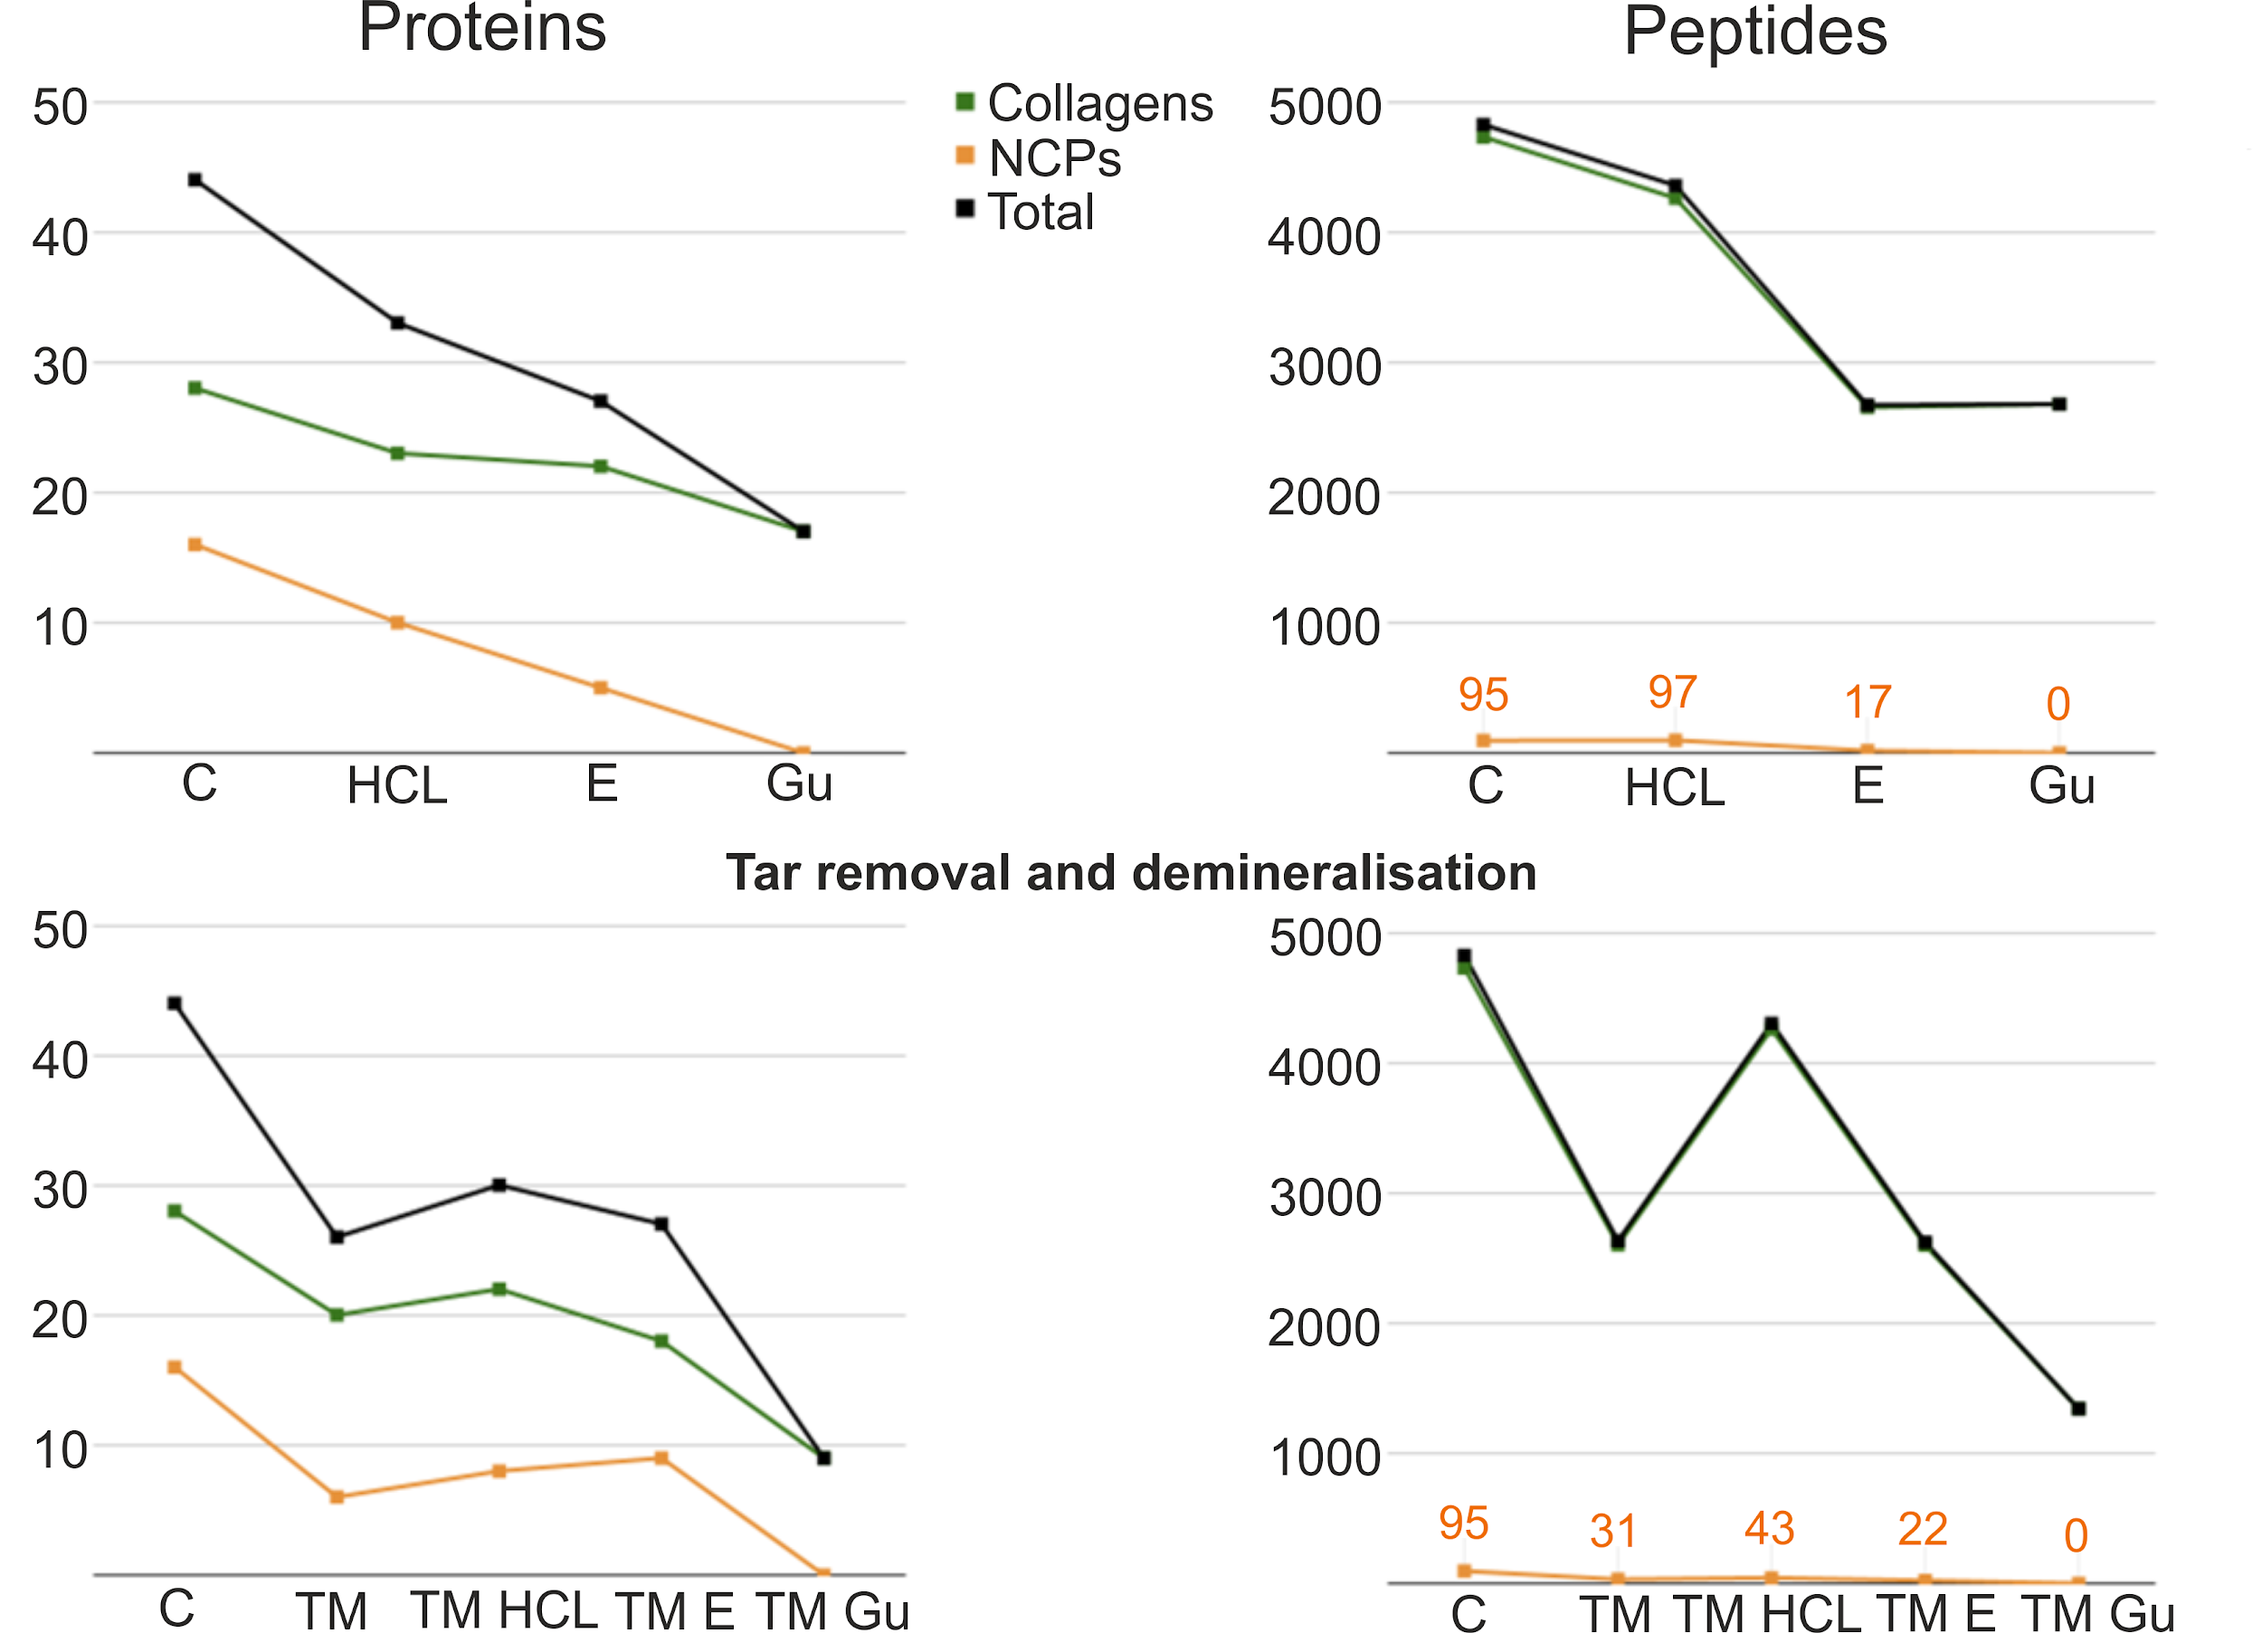 Proteins
Peptides
50
40
30
20
10
C HCL E Gu
Collagens
NCPs
Total
5000
4000
3000
2000
1000
95 97 17 0
C HCL E Gu
Tar removal and demineralisation
50
40
30
20
10
C TM TM HCL TM E TM Gu
5000
4000
3000
2000
1000
95 31 43 22 0
C TM TM HCL TM E TM Gu